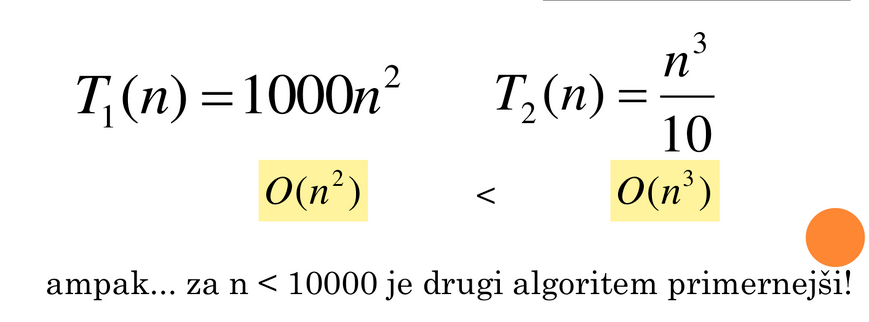 T₁(n) = 1000n² T₂(n) = n³/10
O(n²) < O(n³)
ampak... za n < 10000 je drugi algoritem primernejši!